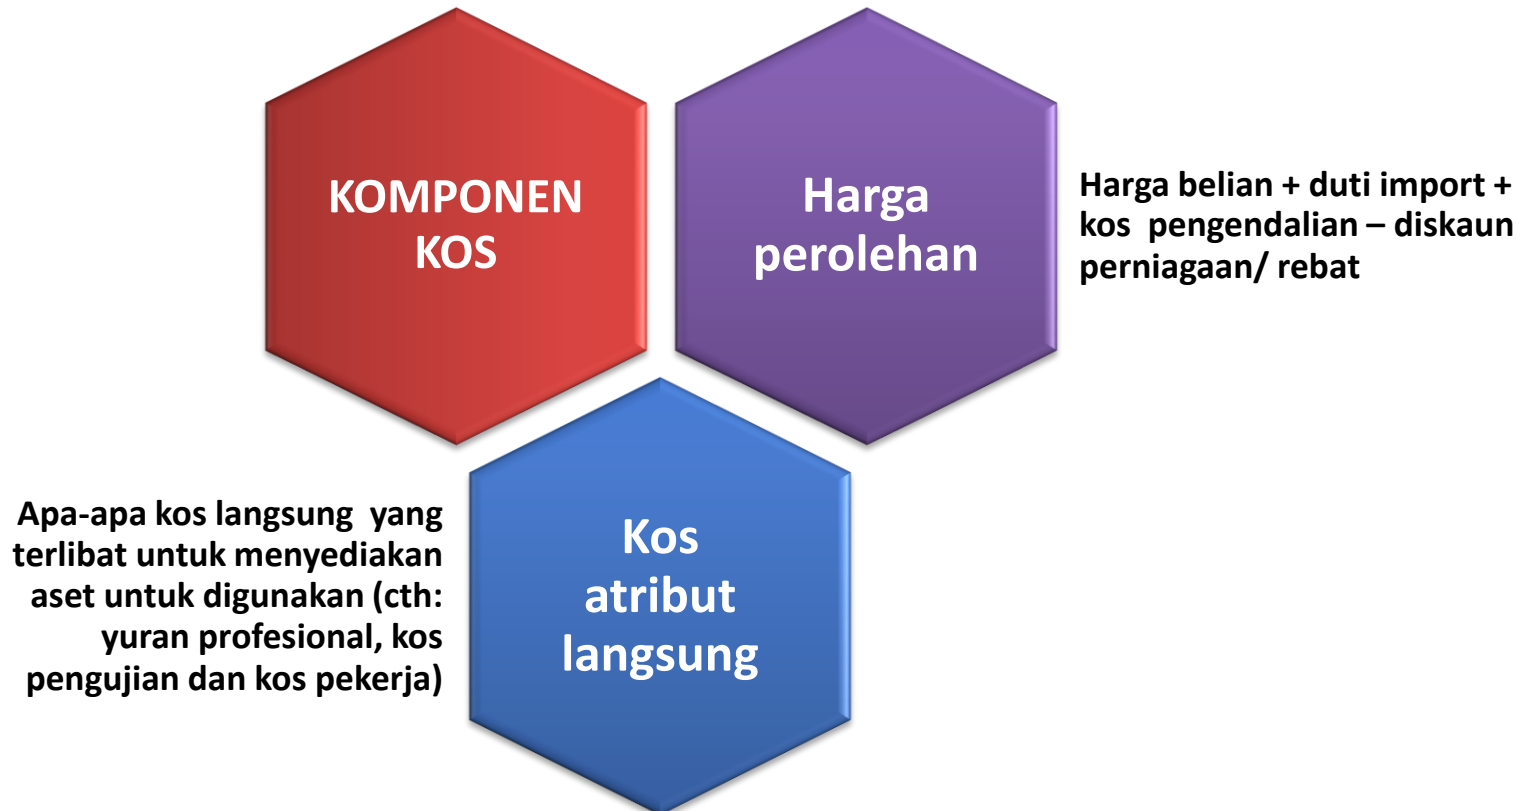 KOMPONEN
KOS
Harga
perolehan
Harga belian + duti import +
kos pengendalian – diskaun
perniagaan/ rebat
Apa-apa kos langsung yang
terlibat untuk menyediakan
aset untuk digunakan (cth:
yuran profesional, kos
pengujian dan kos pekerja)
Kos
atribut
langsung